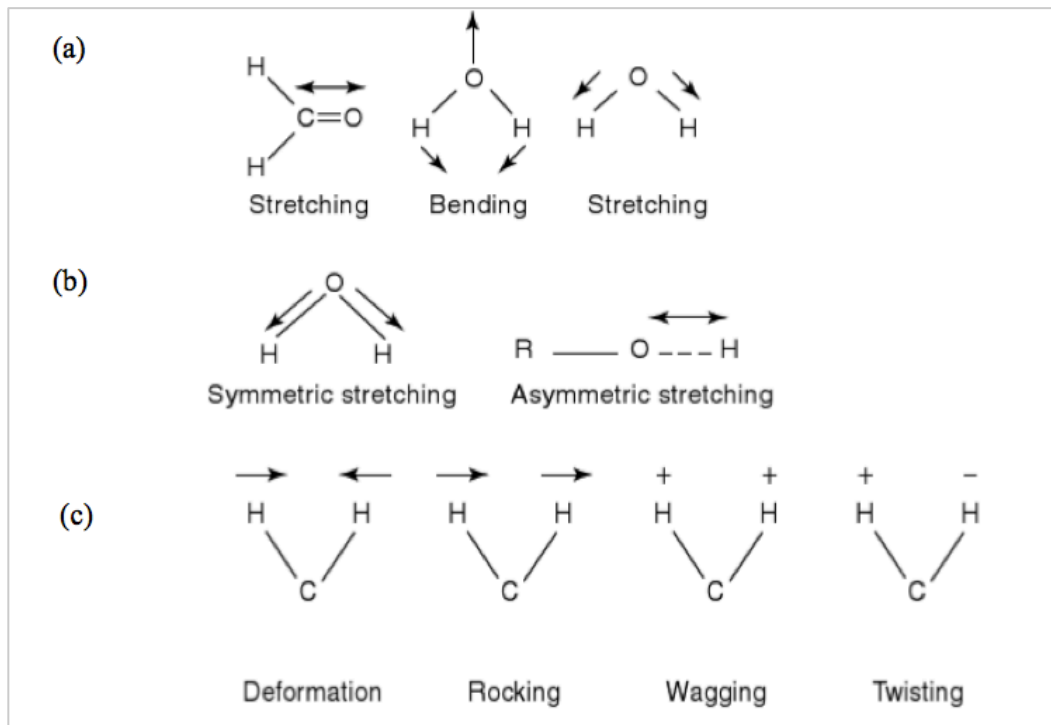 (a)
H
O
O
C=O
H H H H
H
Stretching Bending Stretching
(b)
O
H H
R O H
Symmetric stretching Asymmetric stretching
+ + + −
(c) H H H H H H H H
C C C C
Deformation Rocking Wagging Twisting